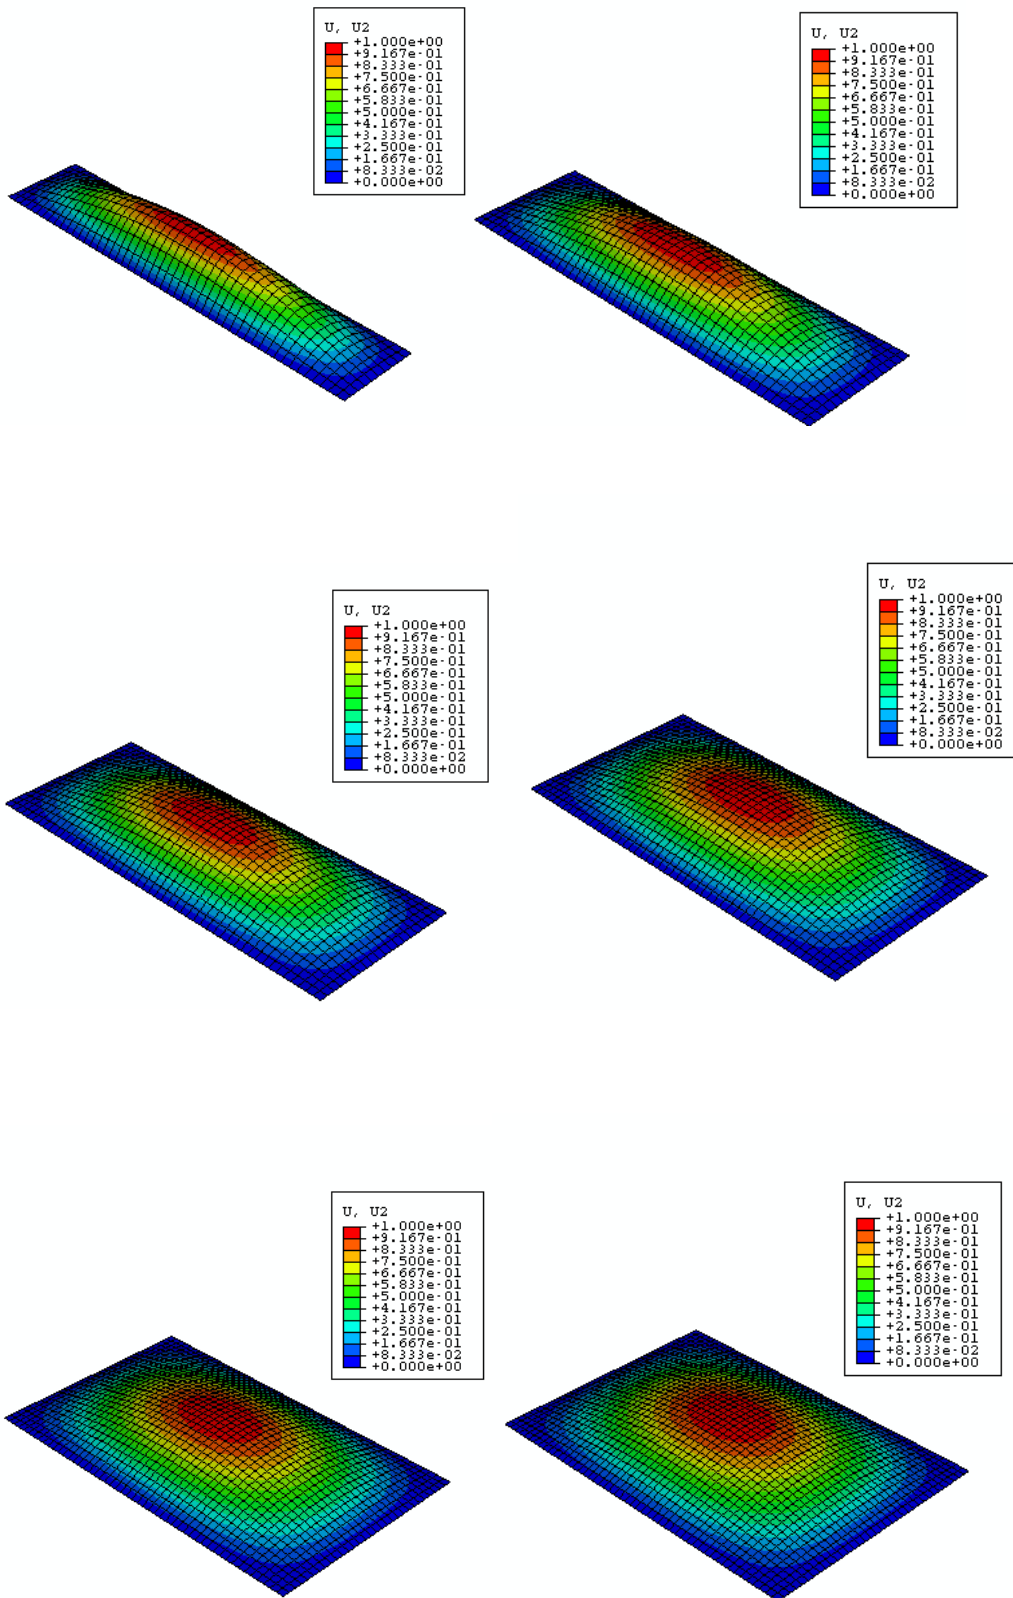 U, U2
+1.000e+00
+9.167e-01
+8.333e-01
+7.500e-01
+6.667e-01
+5.833e-01
+5.000e-01
+4.167e-01
+3.333e-01
+2.500e-01
+1.667e-01
+8.333e-02
+0.000e+00
U, U2
+1.000e+00
+9.167e-01
+8.333e-01
+7.500e-01
+6.667e-01
+5.833e-01
+5.000e-01
+4.167e-01
+3.333e-01
+2.500e-01
+1.667e-01
+8.333e-02
+0.000e+00
U, U2
+1.000e+00
+9.167e-01
+8.333e-01
+7.500e-01
+6.667e-01
+5.833e-01
+5.000e-01
+4.167e-01
+3.333e-01
+2.500e-01
+1.667e-01
+8.333e-02
+0.000e+00
U, U2
+1.000e+00
+9.167e-01
+8.333e-01
+7.500e-01
+6.667e-01
+5.833e-01
+5.000e-01
+4.167e-01
+3.333e-01
+2.500e-01
+1.667e-01
+8.333e-02
+0.000e+00
U, U2
+1.000e+00
+9.167e-01
+8.333e-01
+7.500e-01
+6.667e-01
+5.833e-01
+5.000e-01
+4.167e-01
+3.333e-01
+2.500e-01
+1.667e-01
+8.333e-02
+0.000e+00
U, U2
+1.000e+00
+9.167e-01
+8.333e-01
+7.500e-01
+6.667e-01
+5.833e-01
+5.000e-01
+4.167e-01
+3.333e-01
+2.500e-01
+1.667e-01
+8.333e-02
+0.000e+00